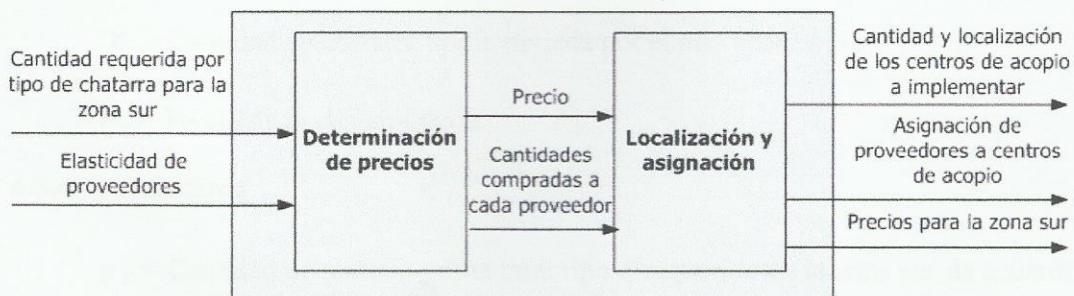 Cantidad requerida por
tipo de chatarra para la
zona sur
Elasticidad de
proveedores
Determinación
de precios
Precio
Cantidades
compradas a
cada proveedor
Localización y
asignación
Cantidad y localización
de los centros de acopio
a implementar
Asignación de
proveedores a centros
de acopio
Precios para la zona sur